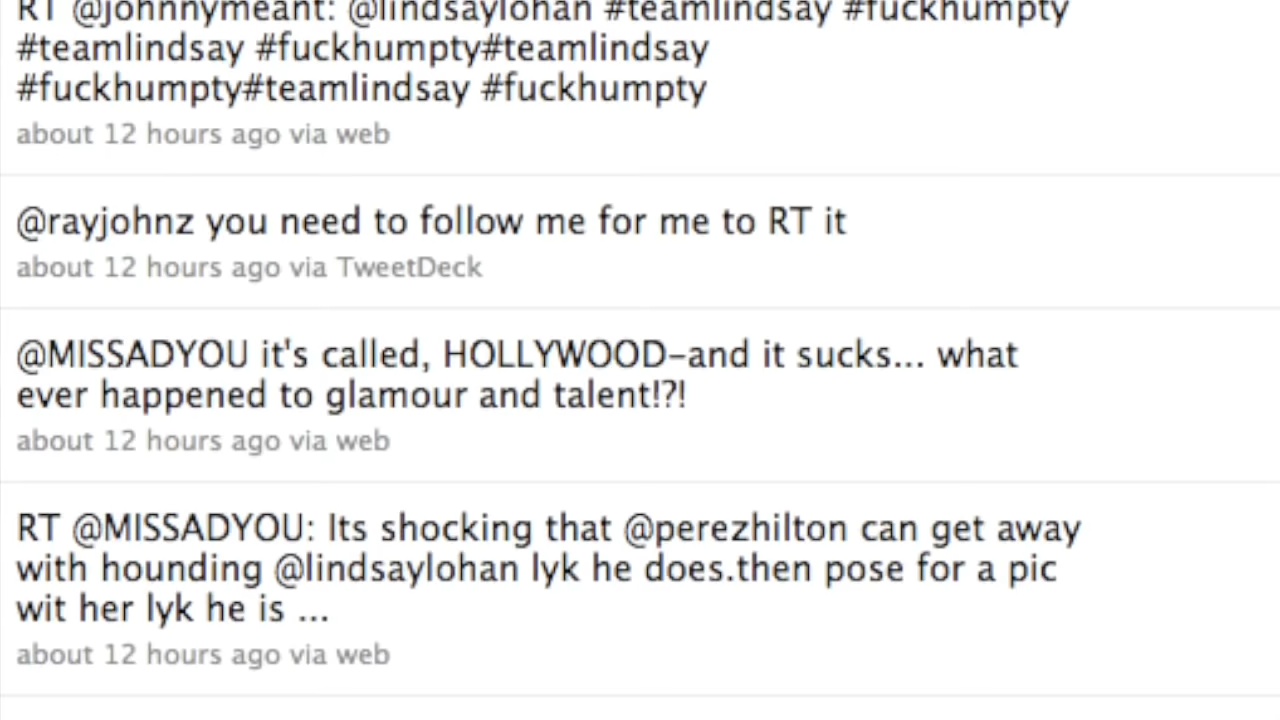 RT @johnnymeant: @lindsaylohan #teamlindsay #fuckhumpty
#teamlindsay #fuckhumpty#teamlindsay
#fuckhumpty#teamlindsay #fuckhumpty
about 12 hours ago via web
@rayjohnz you need to follow me for me to RT it
about 12 hours ago via TweetDeck
@MISSADYOU it's called, HOLLYWOOD-and it sucks... what
ever happened to glamour and talent!?!
about 12 hours ago via web
RT @MISSADYOU: Its shocking that @perezhilton can get away
with hounding @lindsaylohan lyk he does.then pose for a pic
wit her lyk he is ...
about 12 hours ago via web